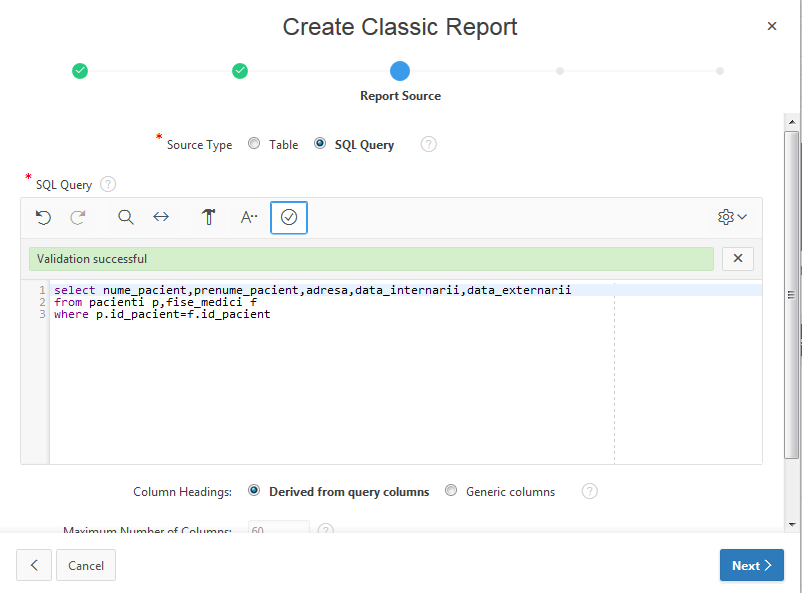 Create Classic Report
Report Source
* Source Type Table SQL Query ?
* SQL Query ?
A··
Validation successful
1 select nume_pacient,prenume_pacient,adresa,data_internarii,data_externarii
2 from pacienti p,fise_medici f
3 where p.id_pacient=f.id_pacient
Column Headings: Derived from query columns Generic columns ?
Maximum Number of Columns: 60 ?
Cancel
Next